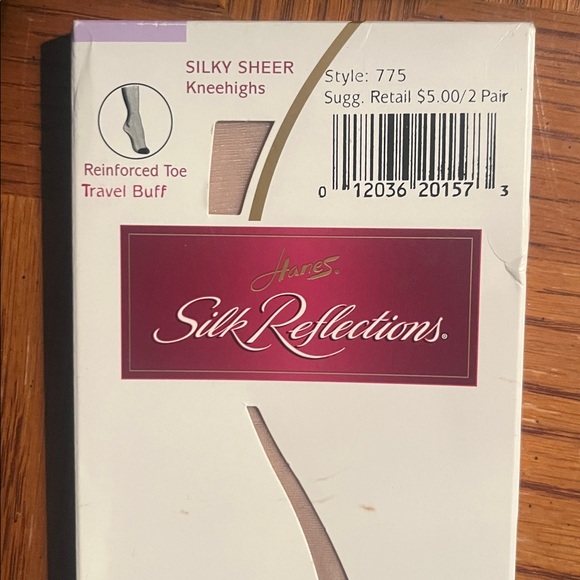 SILKY SHEER
Kneehighs
Reinforced Toe
Travel Buff
Style: 775
Sugg. Retail $5.00/2 Pair
0 12036 20157 3
Hanes®
Silk Reflections®